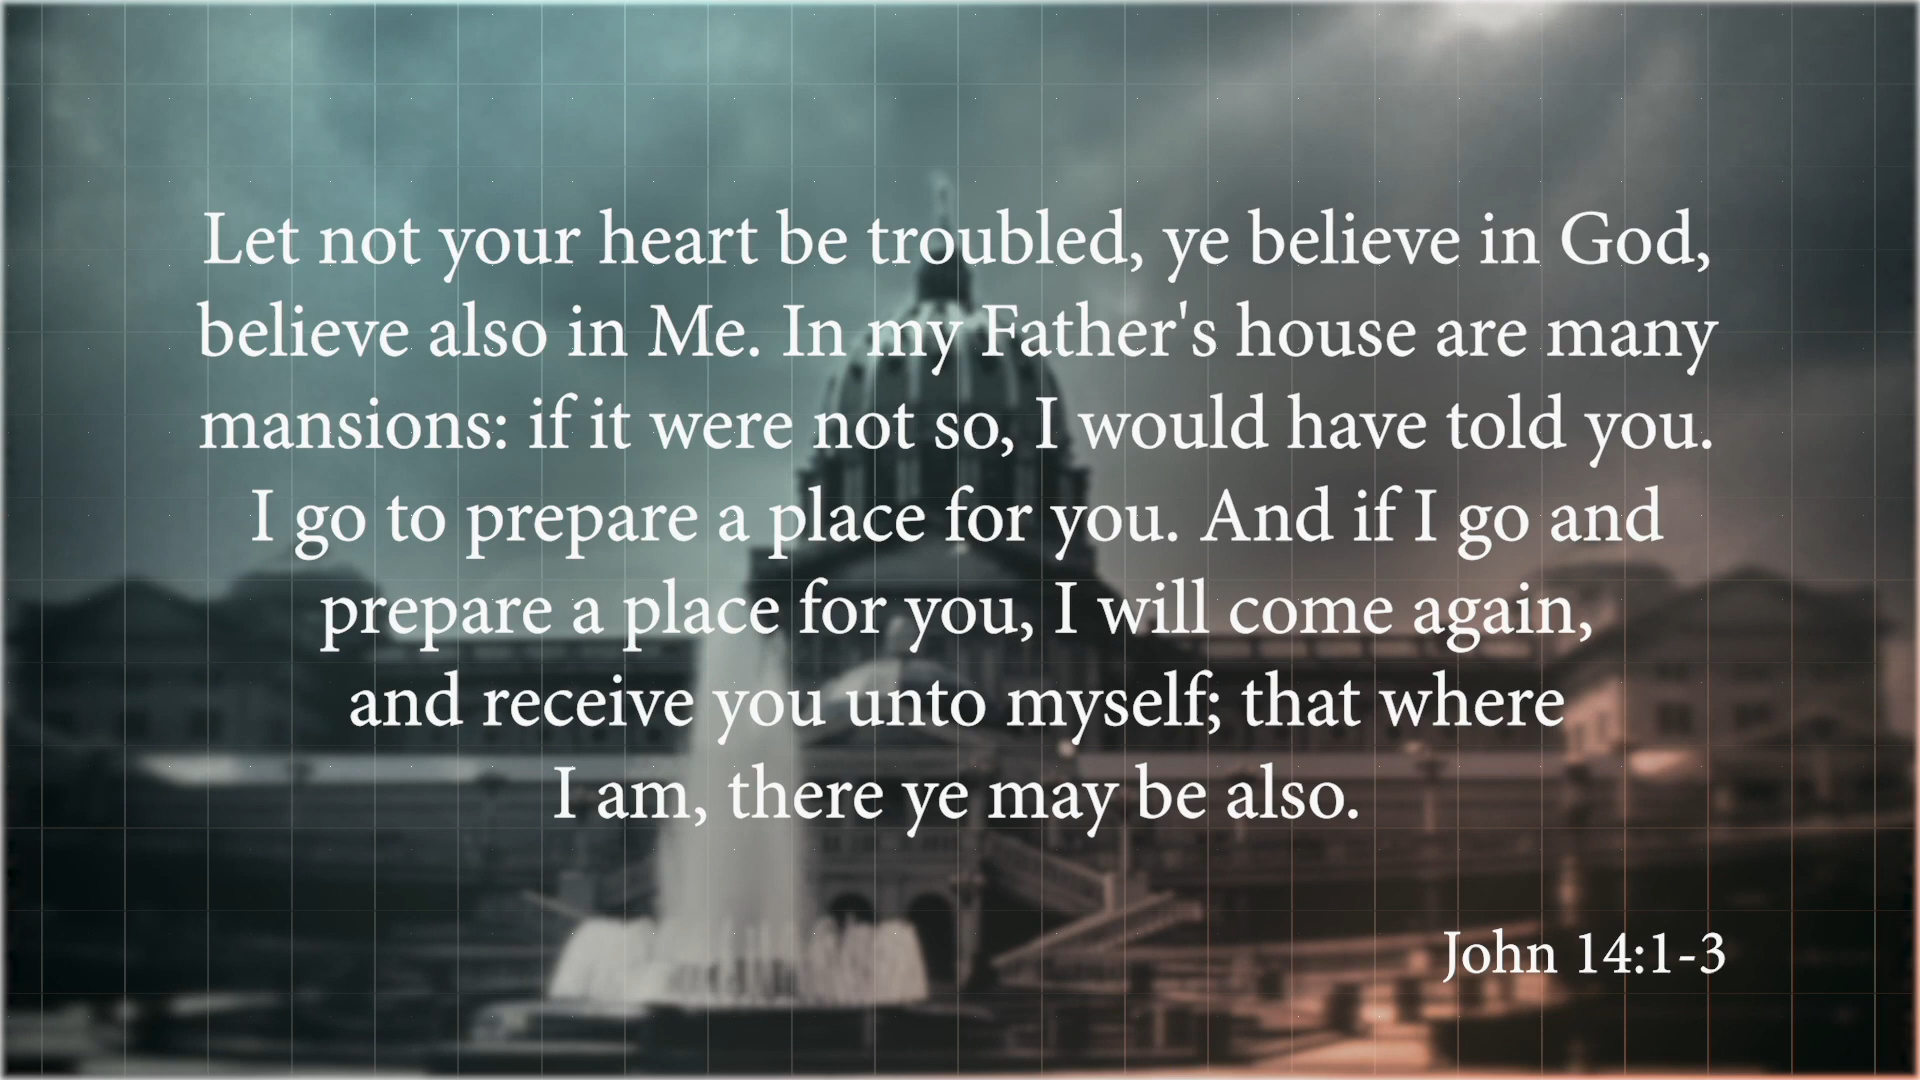 Let not your heart be troubled, ye believe in God,
believe also in Me. In my Father's house are many
mansions: if it were not so, I would have told you.
I go to prepare a place for you. And if I go and
prepare a place for you, I will come again,
and receive you unto myself; that where
I am, there ye may be also.
John 14:1-3